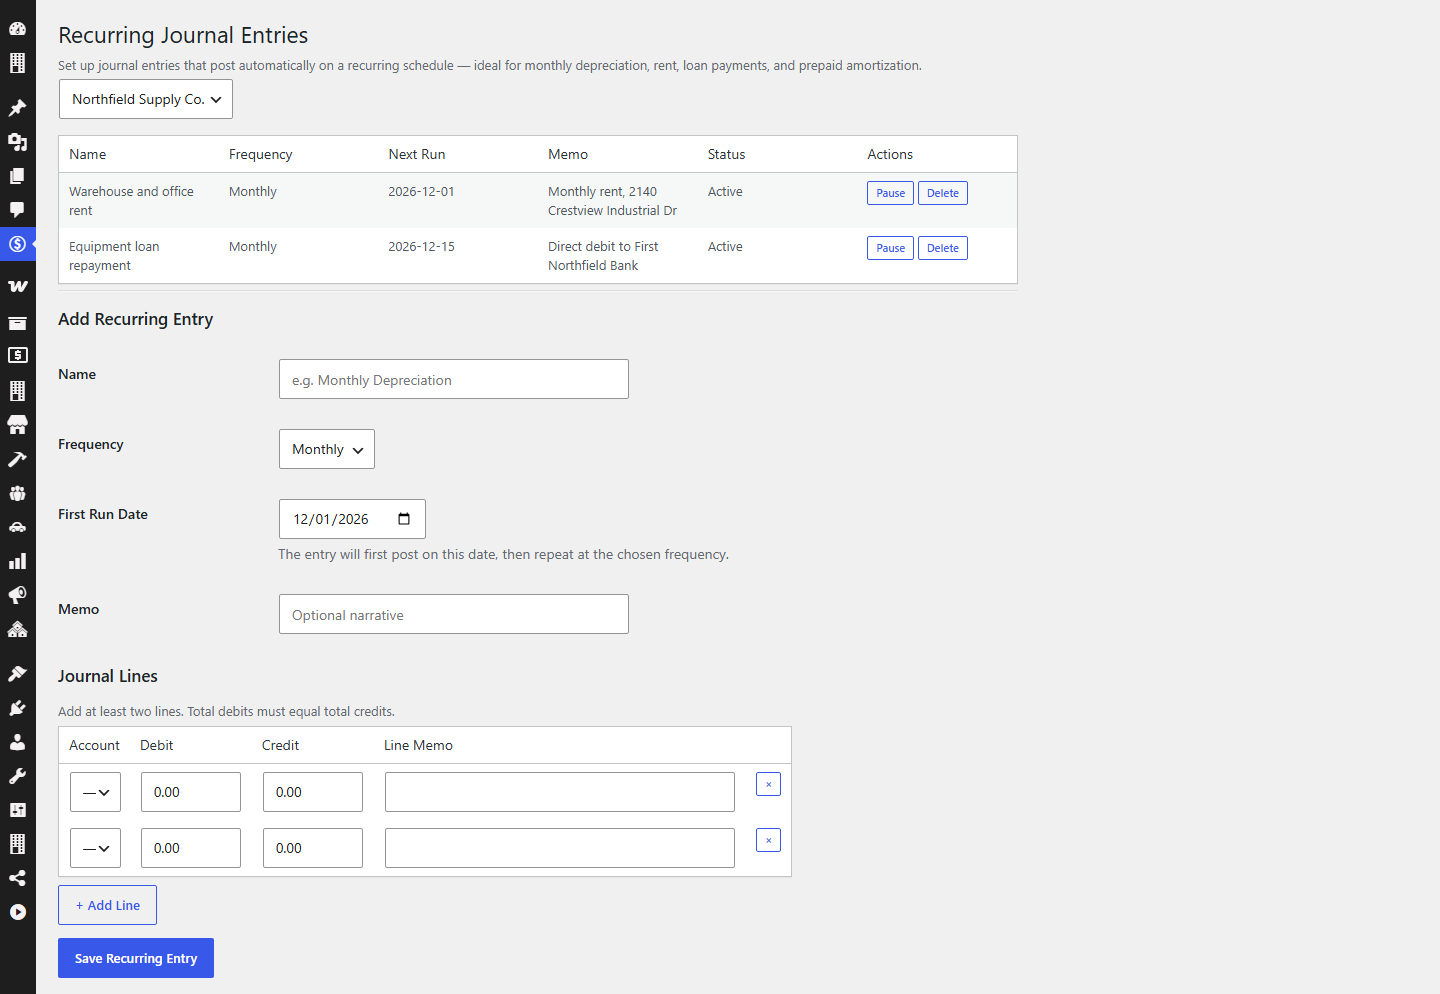 Recurring Journal Entries
Set up journal entries that post automatically on a recurring schedule — ideal for monthly depreciation, rent, loan payments, and prepaid amortization.
Northfield Supply Co.
Name Frequency Next Run Memo Status Actions
Warehouse and office rent Monthly 2026-12-01 Monthly rent, 2140 Crestview Industrial Dr Active Pause Delete
Equipment loan repayment Monthly 2026-12-15 Direct debit to First Northfield Bank Active Pause Delete
Add Recurring Entry
Name e.g. Monthly Depreciation
Frequency Monthly
First Run Date 12/01/2026
The entry will first post on this date, then repeat at the chosen frequency.
Memo Optional narrative
Journal Lines
Add at least two lines. Total debits must equal total credits.
Account Debit Credit Line Memo
— 0.00 0.00 ×
— 0.00 0.00 ×
+ Add Line
Save Recurring Entry